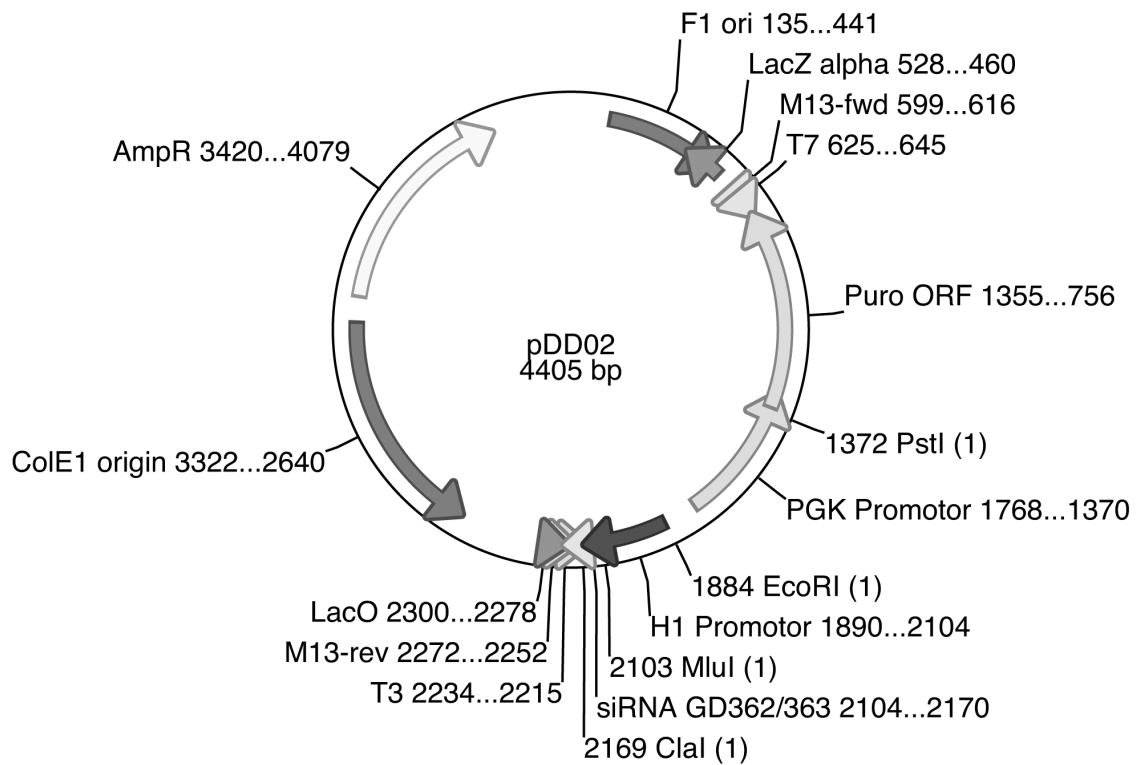 F1 ori 135...441
LacZ alpha 528...460
M13-fwd 599...616
T7 625...645
AmpR 3420...4079
Puro ORF 1355...756
pDD02
4405 bp
1372 PstI (1)
ColE1 origin 3322...2640
PGK Promotor 1768...1370
1884 EcoRI (1)
LacO 2300...2278
H1 Promotor 1890...2104
M13-rev 2272...2252
2103 MluI (1)
T3 2234...2215
siRNA GD362/363 2104...2170
2169 ClaI (1)